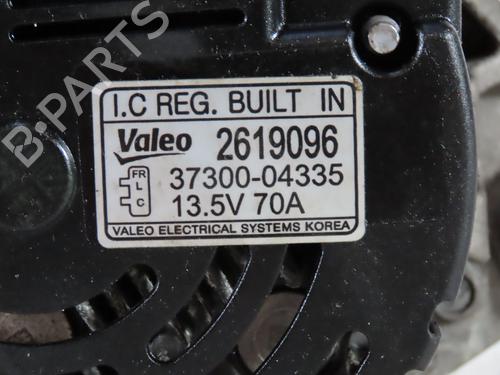 B-PARTS
I.C REG. BUILT IN
Valeo 2619096
FR
L
C
37300-04335
13.5V 70A
VALEO ELECTRICAL SYSTEMS KOREA